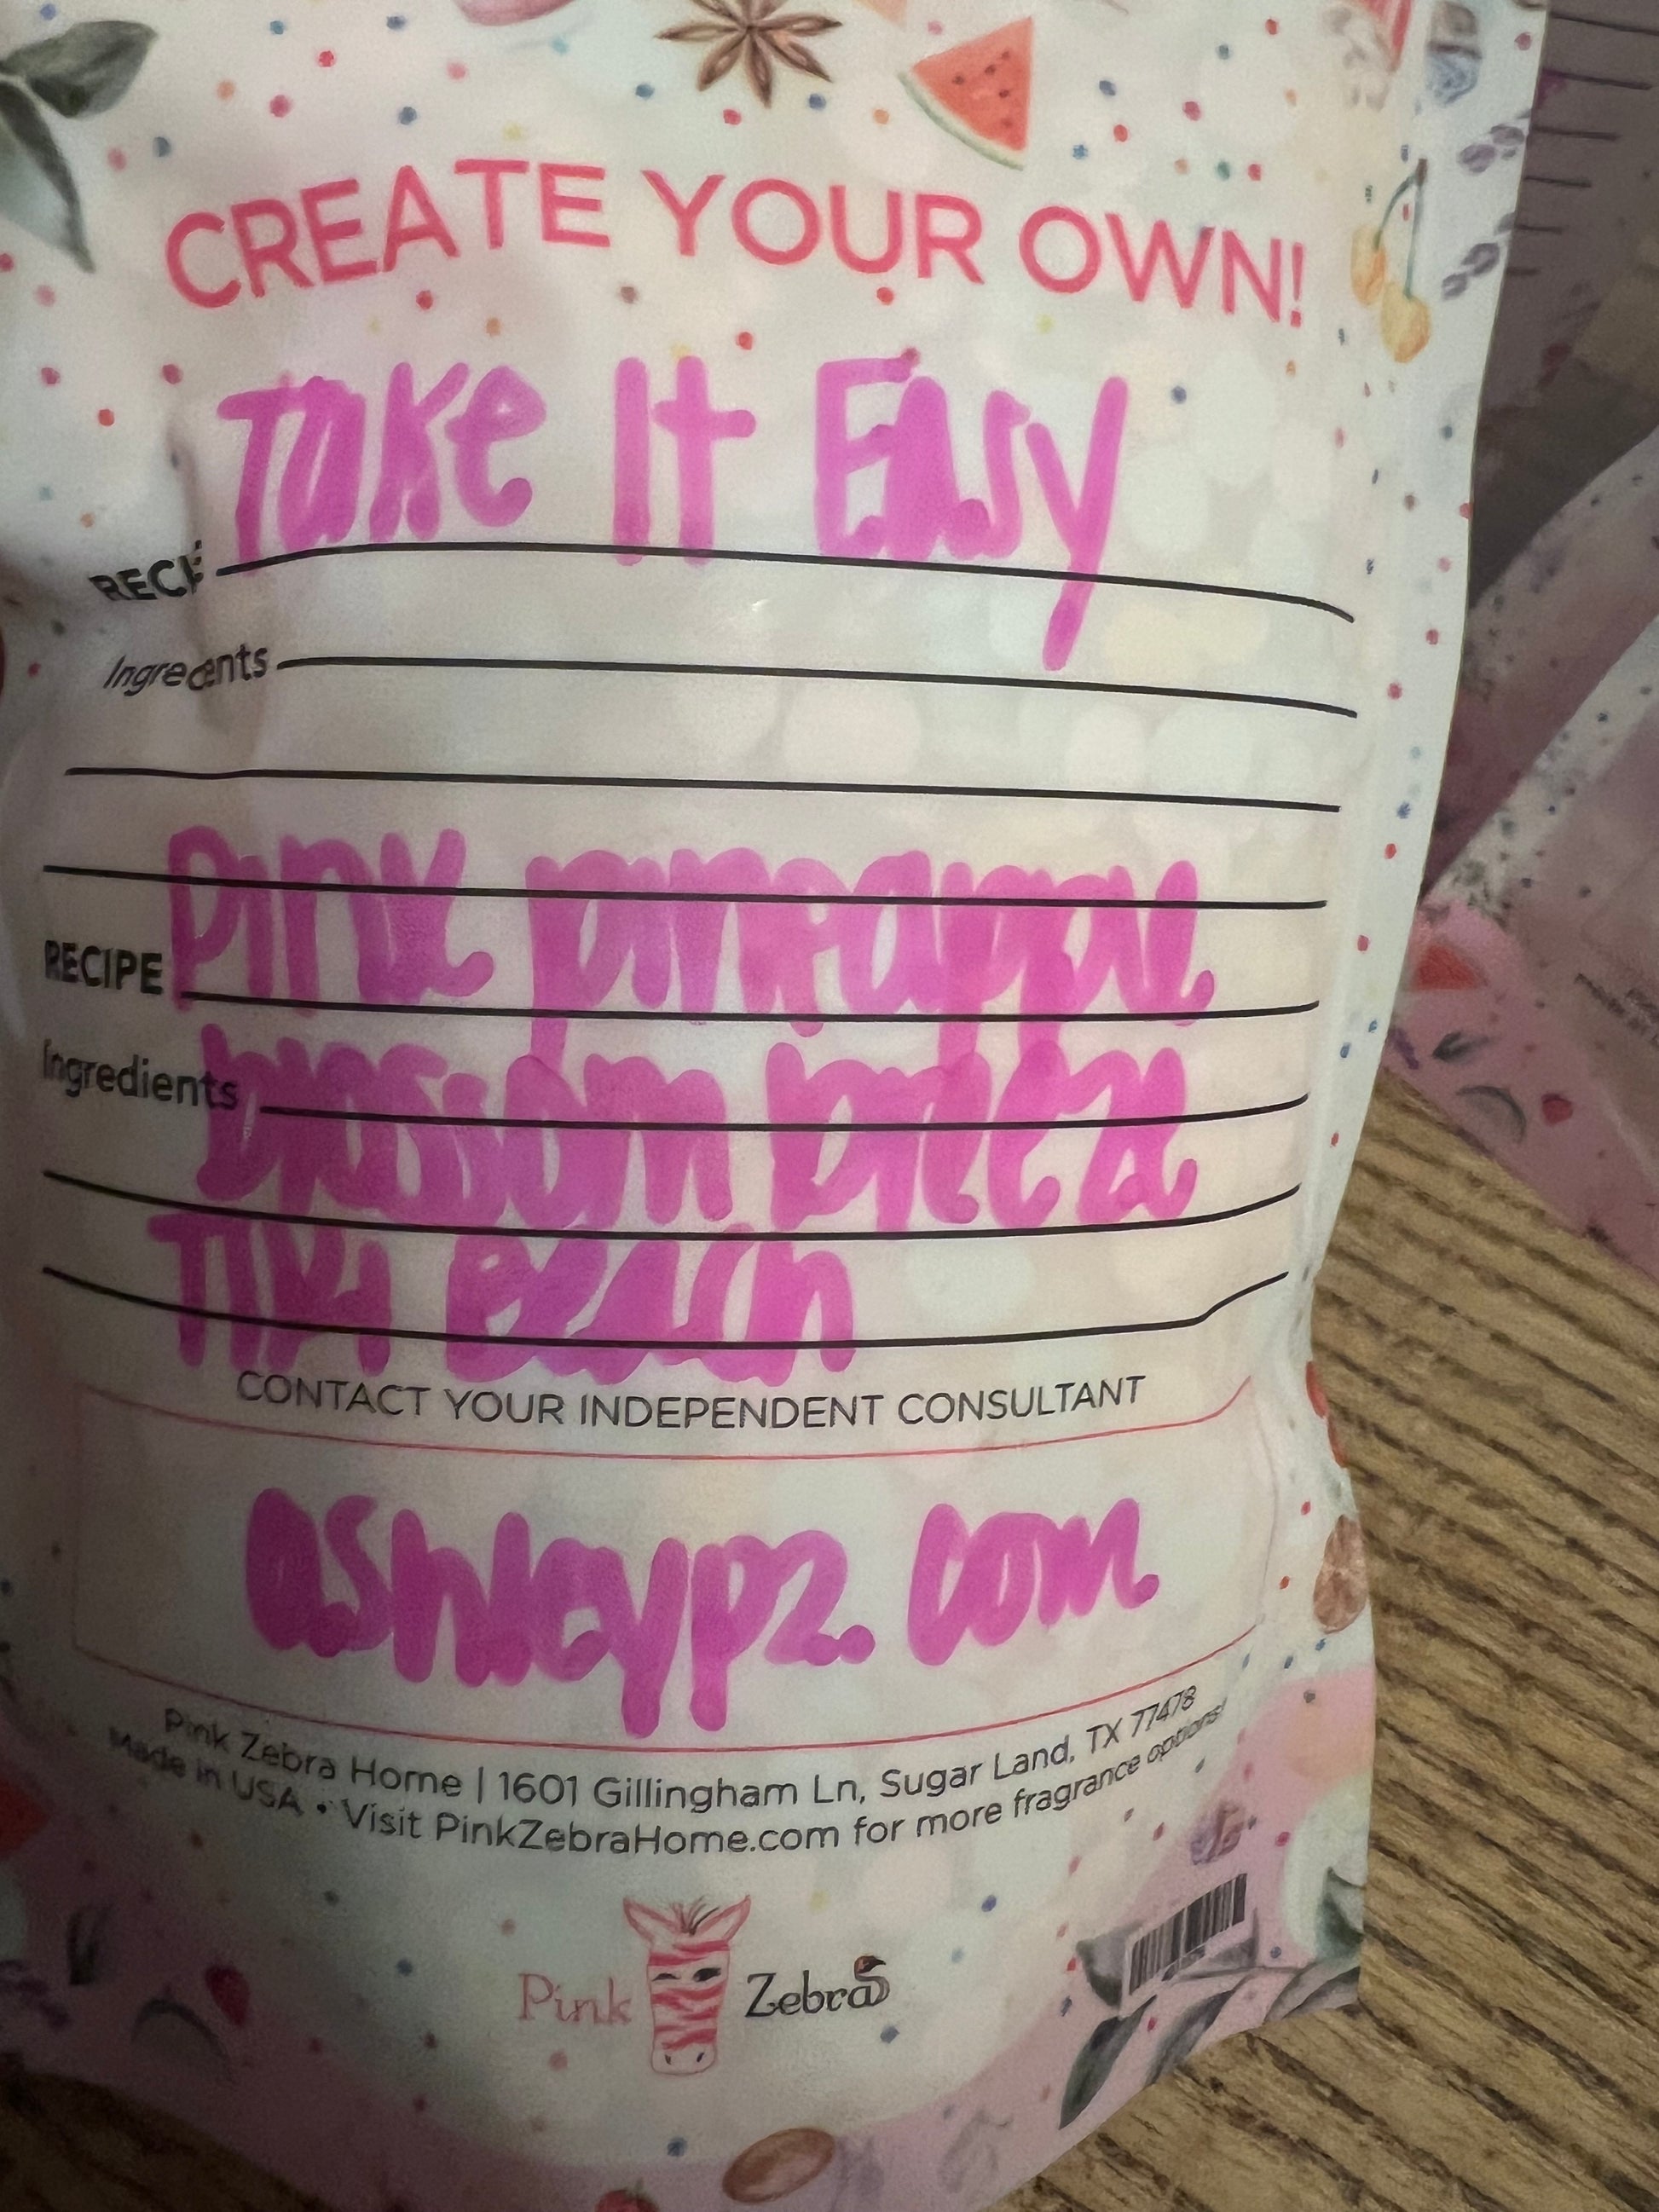 CREATE YOUR OWN!
Take It Easy
RECIPE
Ingredients
RECIPE Pink pineapple
Ingredients blossom
Tiki Beach
CONTACT YOUR INDEPENDENT CONSULTANT
ashleypz.com
Pink Zebra Home | 1601 Gillingham Ln, Sugar Land, TX 77478
Made in USA • Visit PinkZebraHome.com for more fragrance options!
Pink Zebra